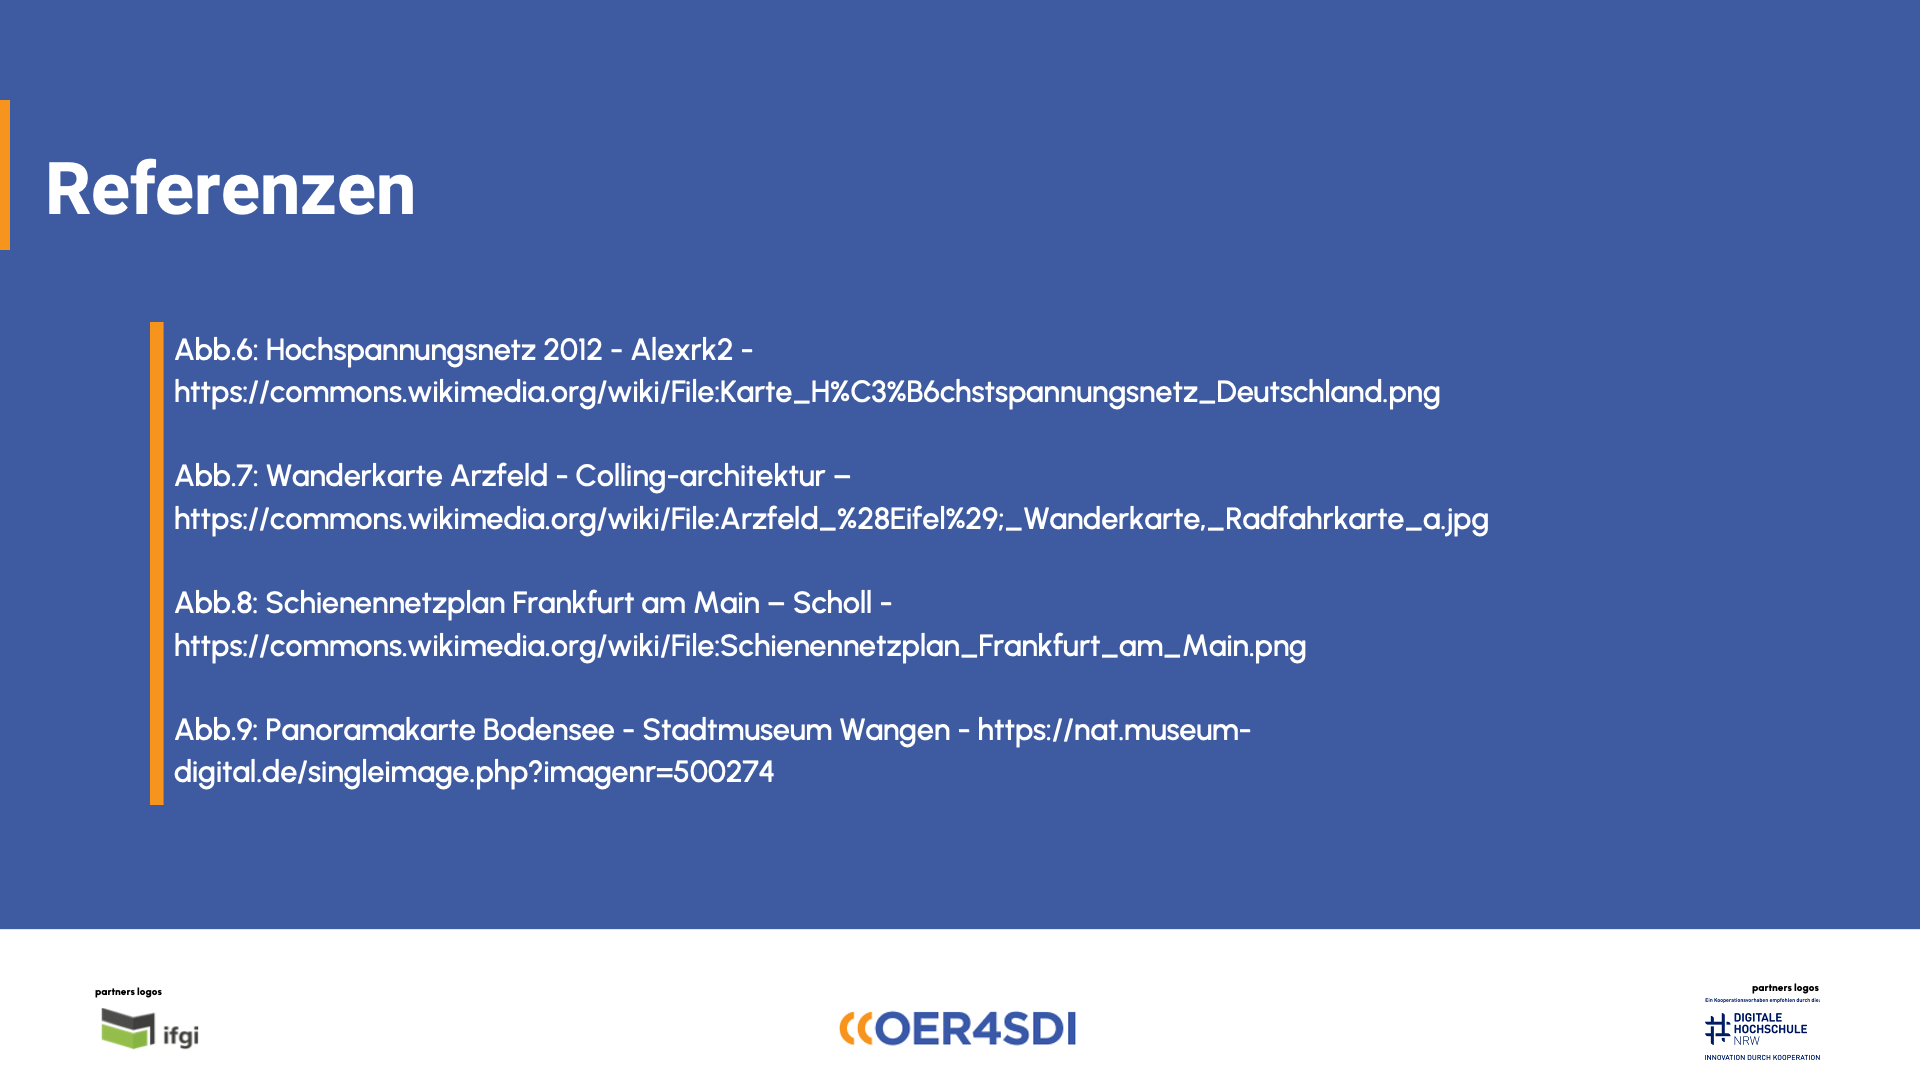 Referenzen
Abb.6: Hochspannungsnetz 2012 - Alexrk2 -
https://commons.wikimedia.org/wiki/File:Karte_H%C3%B6chstspannungsnetz_Deutschland.png
Abb.7: Wanderkarte Arzfeld - Colling-architektur –
https://commons.wikimedia.org/wiki/File:Arzfeld_%28Eifel%29;_Wanderkarte,_Radfahrkarte_a.jpg
Abb.8: Schienennetzplan Frankfurt am Main – Scholl -
https://commons.wikimedia.org/wiki/File:Schienennetzplan_Frankfurt_am_Main.png
Abb.9: Panoramakarte Bodensee - Stadtmuseum Wangen - https://nat.museum-
digital.de/singleimage.php?imagenr=500274
partners logos
ifgi
OER4SDI
partners logos
Ein Kooperationsvorhaben empfohlen durch die:
DIGITALE
HOCHSCHULE
NRW
INNOVATION DURCH KOOPERATION